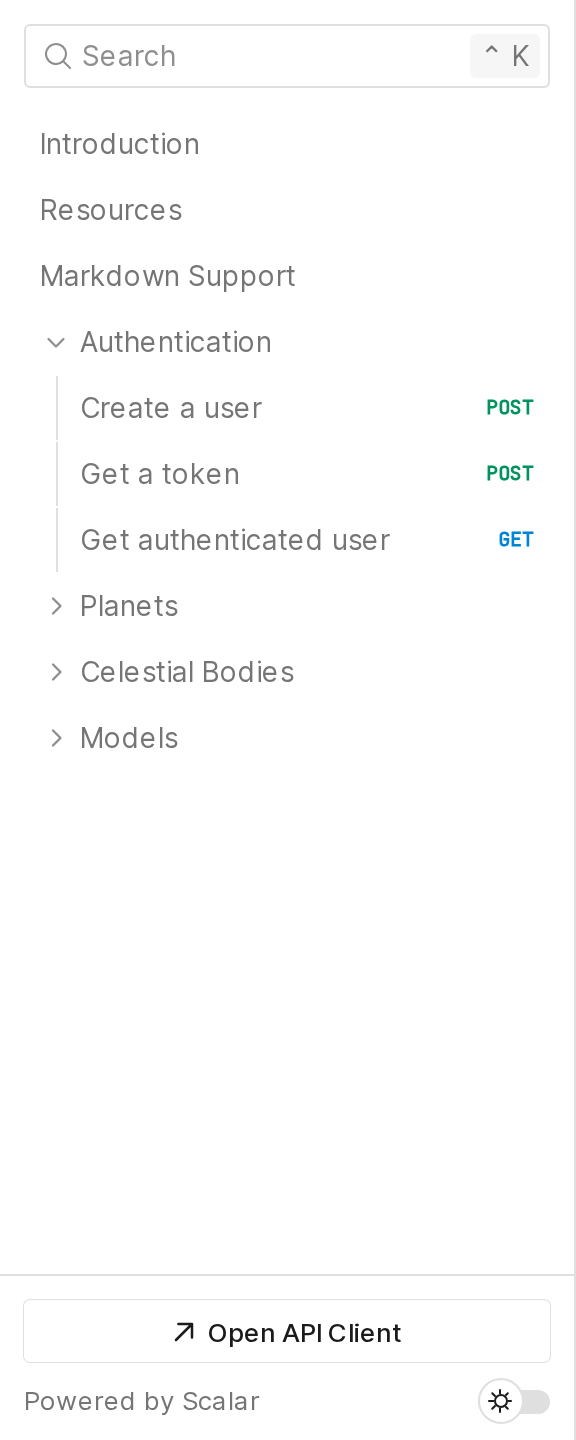 Search ⌃ K
Introduction
Resources
Markdown Support
Authentication
Create a user POST
Get a token POST
Get authenticated user GET
Planets
Celestial Bodies
Models
Open API Client
Powered by Scalar